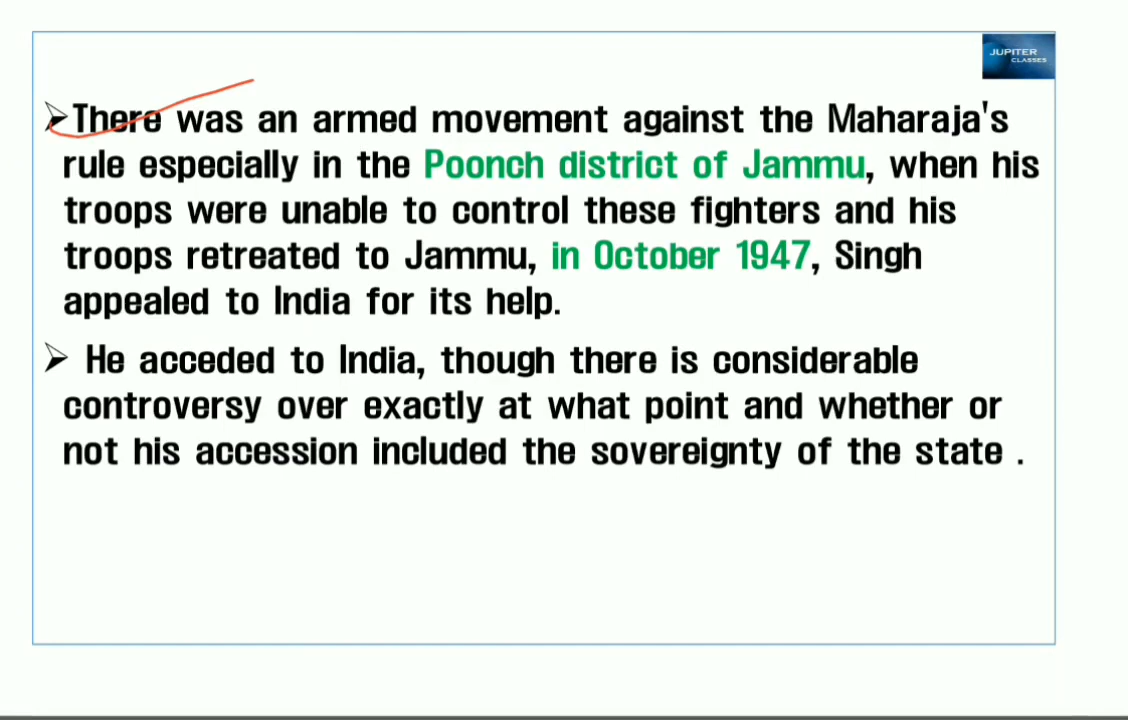 JUPITER
CLASSES
➢There was an armed movement against the Maharaja's
rule especially in the Poonch district of Jammu, when his
troops were unable to control these fighters and his
troops retreated to Jammu, in October 1947, Singh
appealed to India for its help.
➢ He acceded to India, though there is considerable
controversy over exactly at what point and whether or
not his accession included the sovereignty of the state .